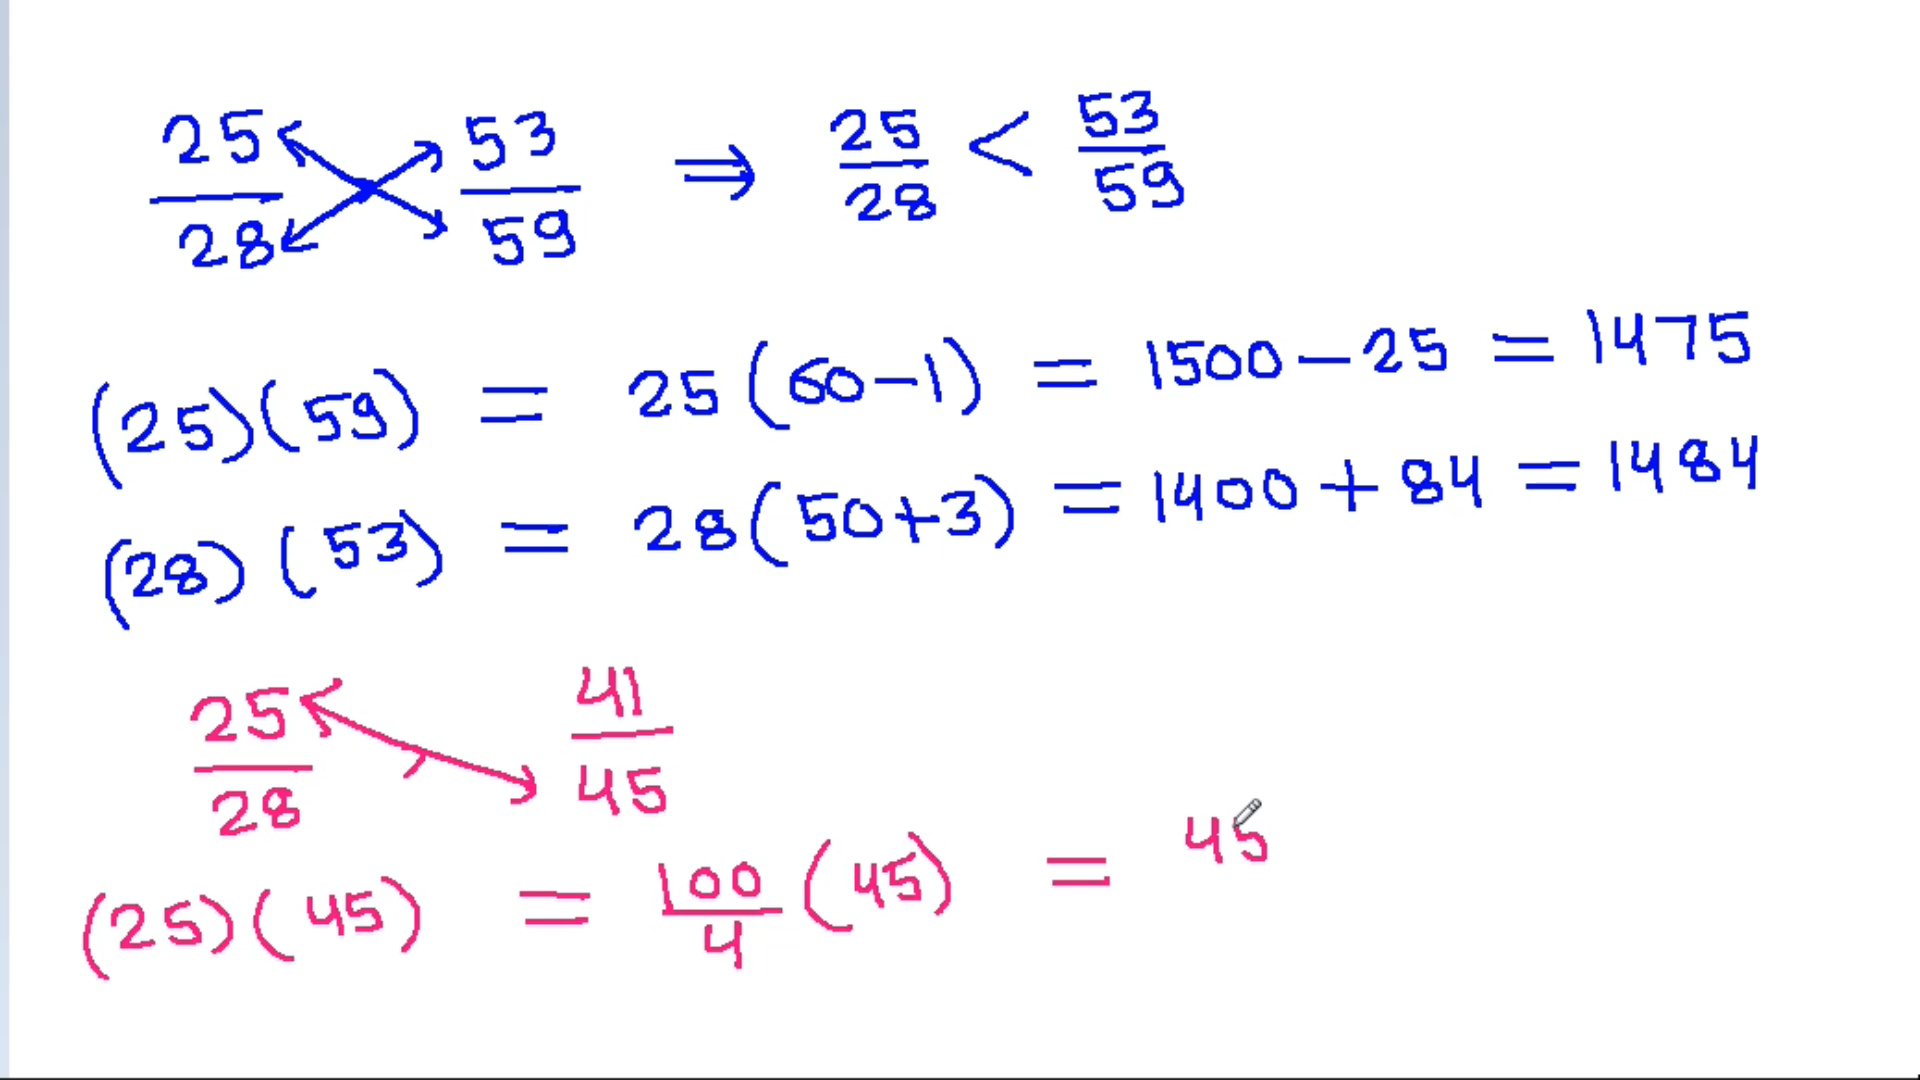 25/28 53/59 ⇒ 25/28 < 53/59
(25)(59) = 25(60-1) = 1500-25 = 1475
(28)(53) = 28(50+3) = 1400+84 = 1484
25/28 41/45
(25)(45) = 100/4 (45) = 45